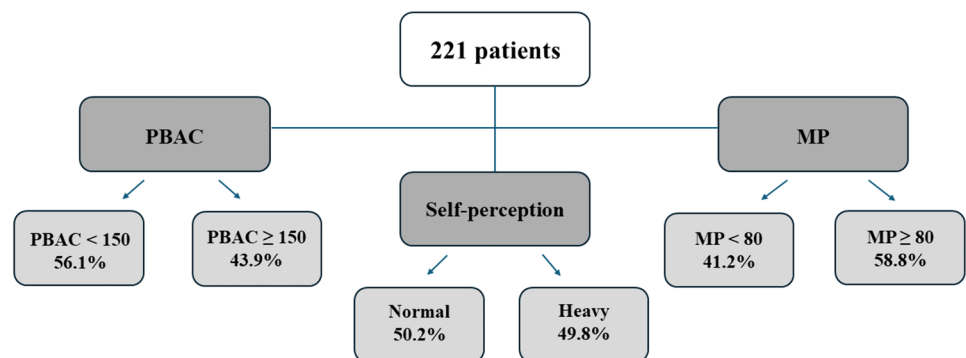 221 patients
PBAC
MP
Self-perception
PBAC < 150
56.1%
PBAC ≥ 150
43.9%
MP < 80
41.2%
MP ≥ 80
58.8%
Normal
50.2%
Heavy
49.8%